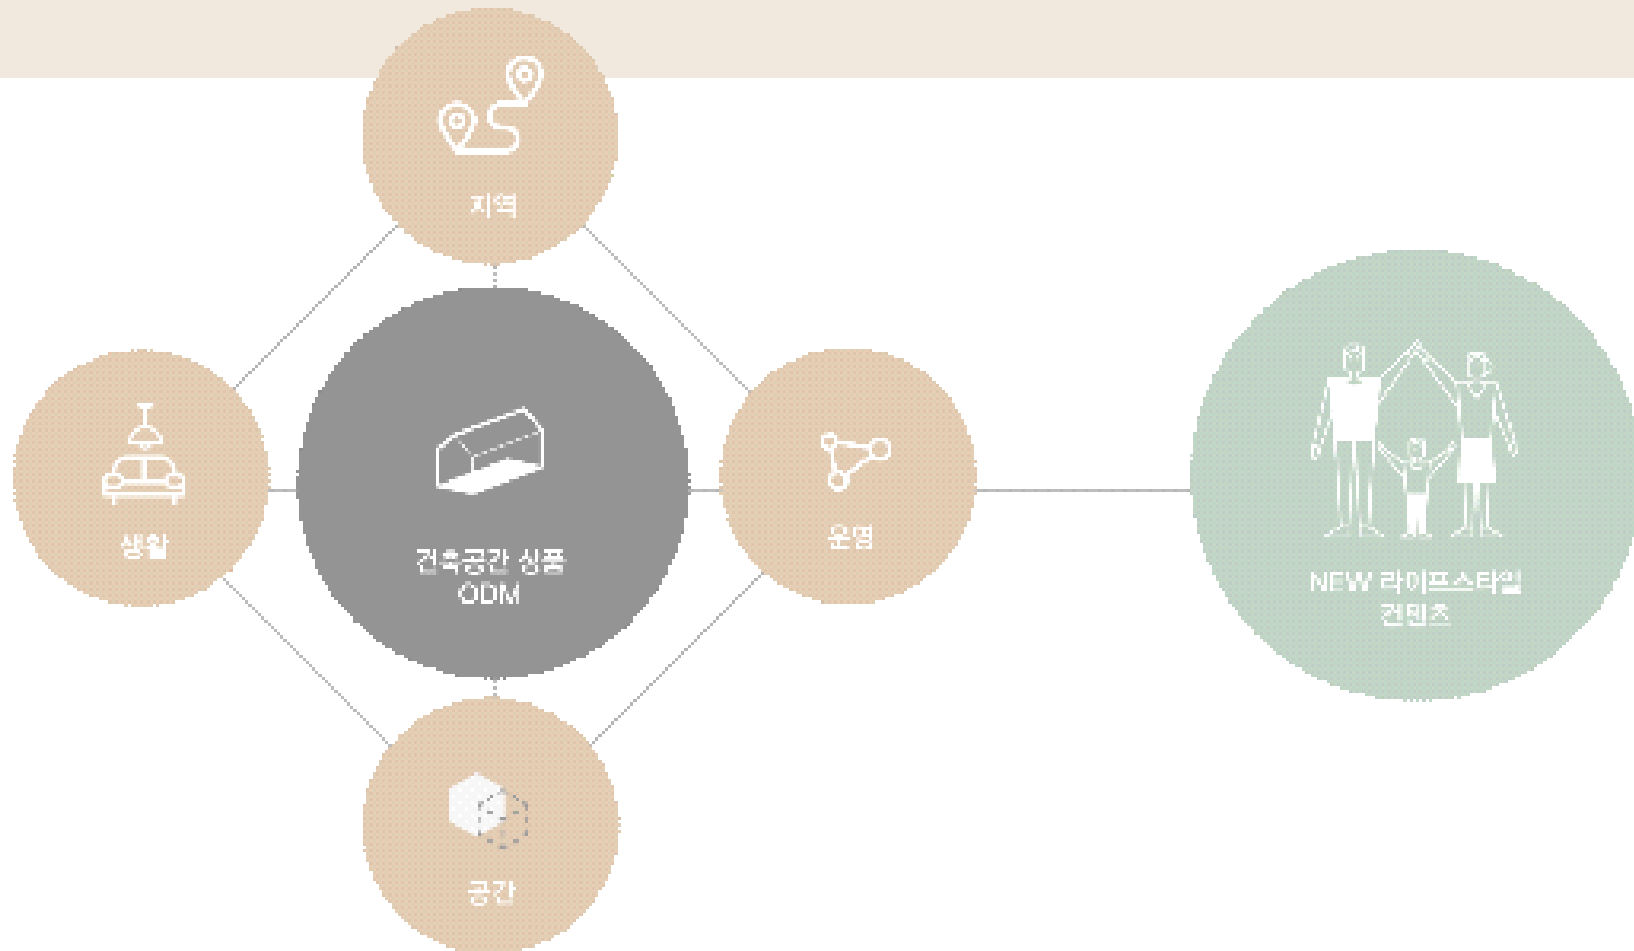 지역
생활
건축공간 상품
ODM
운영
NEW 라이프스타일
컨텐츠
공간